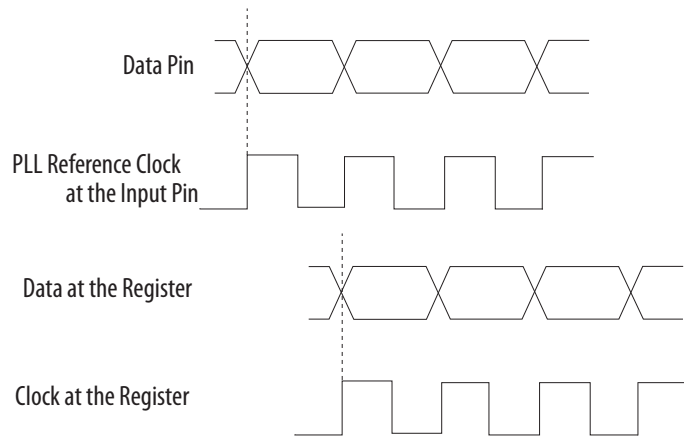 Data Pin
PLL Reference Clock
at the Input Pin
Data at the Register
Clock at the Register